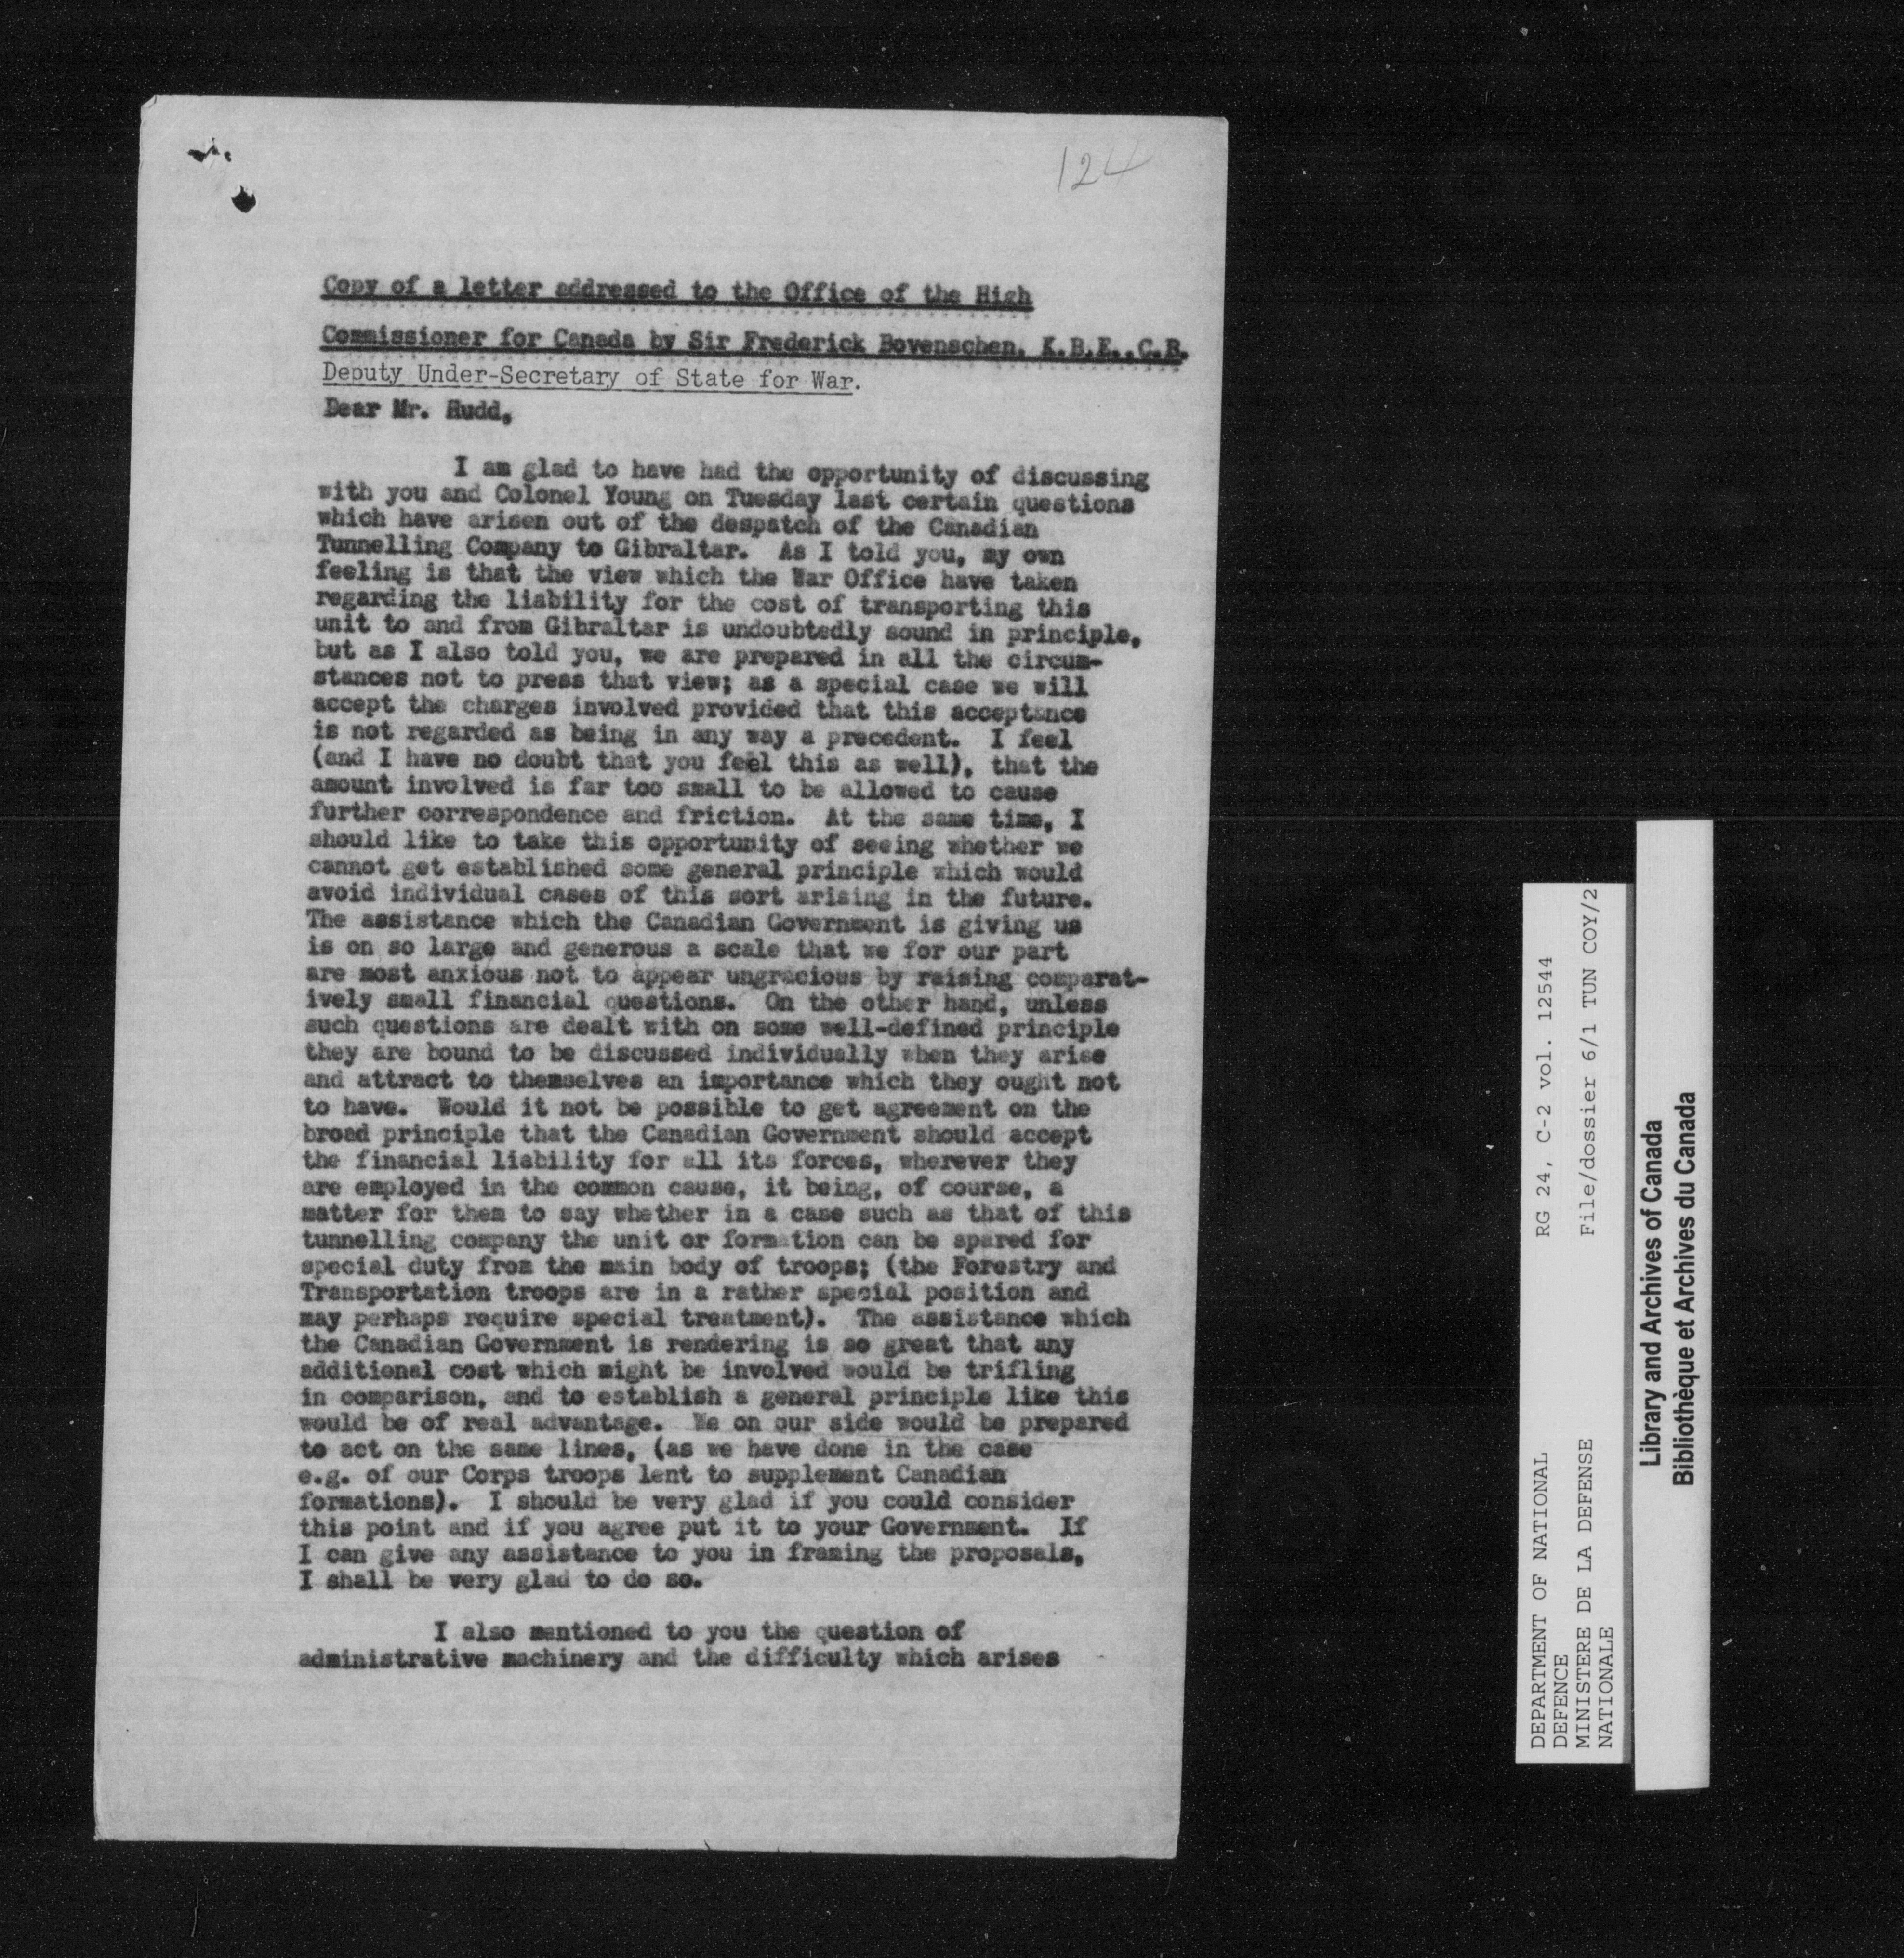 124
Copy of a letter addressed to the Office of the High
Commissioner for Canada by Sir Frederick Bovenschen, K.B.E., C.B.
Deputy Under-Secretary of State for War.
Dear Mr. Hudd,
I am glad to have had the opportunity of discussing
with you and Colonel Young on Tuesday last certain questions
which have arisen out of the despatch of the Canadian
Tunnelling Company to Gibraltar. As I told you, my own
feeling is that the view which the War Office have taken
regarding the liability for the cost of transporting this
unit to and from Gibraltar is undoubtedly sound in principle,
but as I also told you, we are prepared in all the circum-
stances not to press that view; as a special case we will
accept the charges involved provided that this acceptance
is not regarded as being in any way a precedent. I feel
(and I have no doubt that you feel this as well), that the
amount involved is far too small to be allowed to cause
further correspondence and friction. At the same time, I
should like to take this opportunity of seeing whether we
cannot get established some general principle which would
avoid individual cases of this sort arising in the future.
The assistance which the Canadian Government is giving us
is on so large and generous a scale that we for our part
are most anxious not to appear ungracious by raising comparat-
ively small financial questions. On the other hand, unless
such questions are dealt with on some well-defined principle
they are bound to be discussed individually when they arise
and attract to themselves an importance which they ought not
to have. Would it not be possible to get agreement on the
broad principle that the Canadian Government should accept
the financial liability for all its forces, wherever they
are employed in the common cause, it being, of course, a
matter for them to say whether in a case such as that of this
tunnelling company the unit or formation can be spared for
special duty from the main body of troops; (the Forestry and
Transportation troops are in a rather special position and
may perhaps require special treatment). The assistance which
the Canadian Government is rendering is so great that any
additional cost which might be involved would be trifling
in comparison, and to establish a general principle like this
would be of real advantage. We on our side would be prepared
to act on the same lines, (as we have done in the case
e.g. of our Corps troops lent to supplement Canadian
formations). I should be very glad if you could consider
this point and if you agree put it to your Government. If
I can give any assistance to you in framing the proposals,
I shall be very glad to do so.
I also mentioned to you the question of
administrative machinery and the difficulty which arises
DEPARTMENT OF NATIONAL RG 24, C-2 vol. 12544
DEFENCE
MINISTERE DE LA DEFENSE File/dossier 6/1 TUN COY/2
NATIONALE
Library and Archives of Canada
Bibliothèque et Archives du Canada